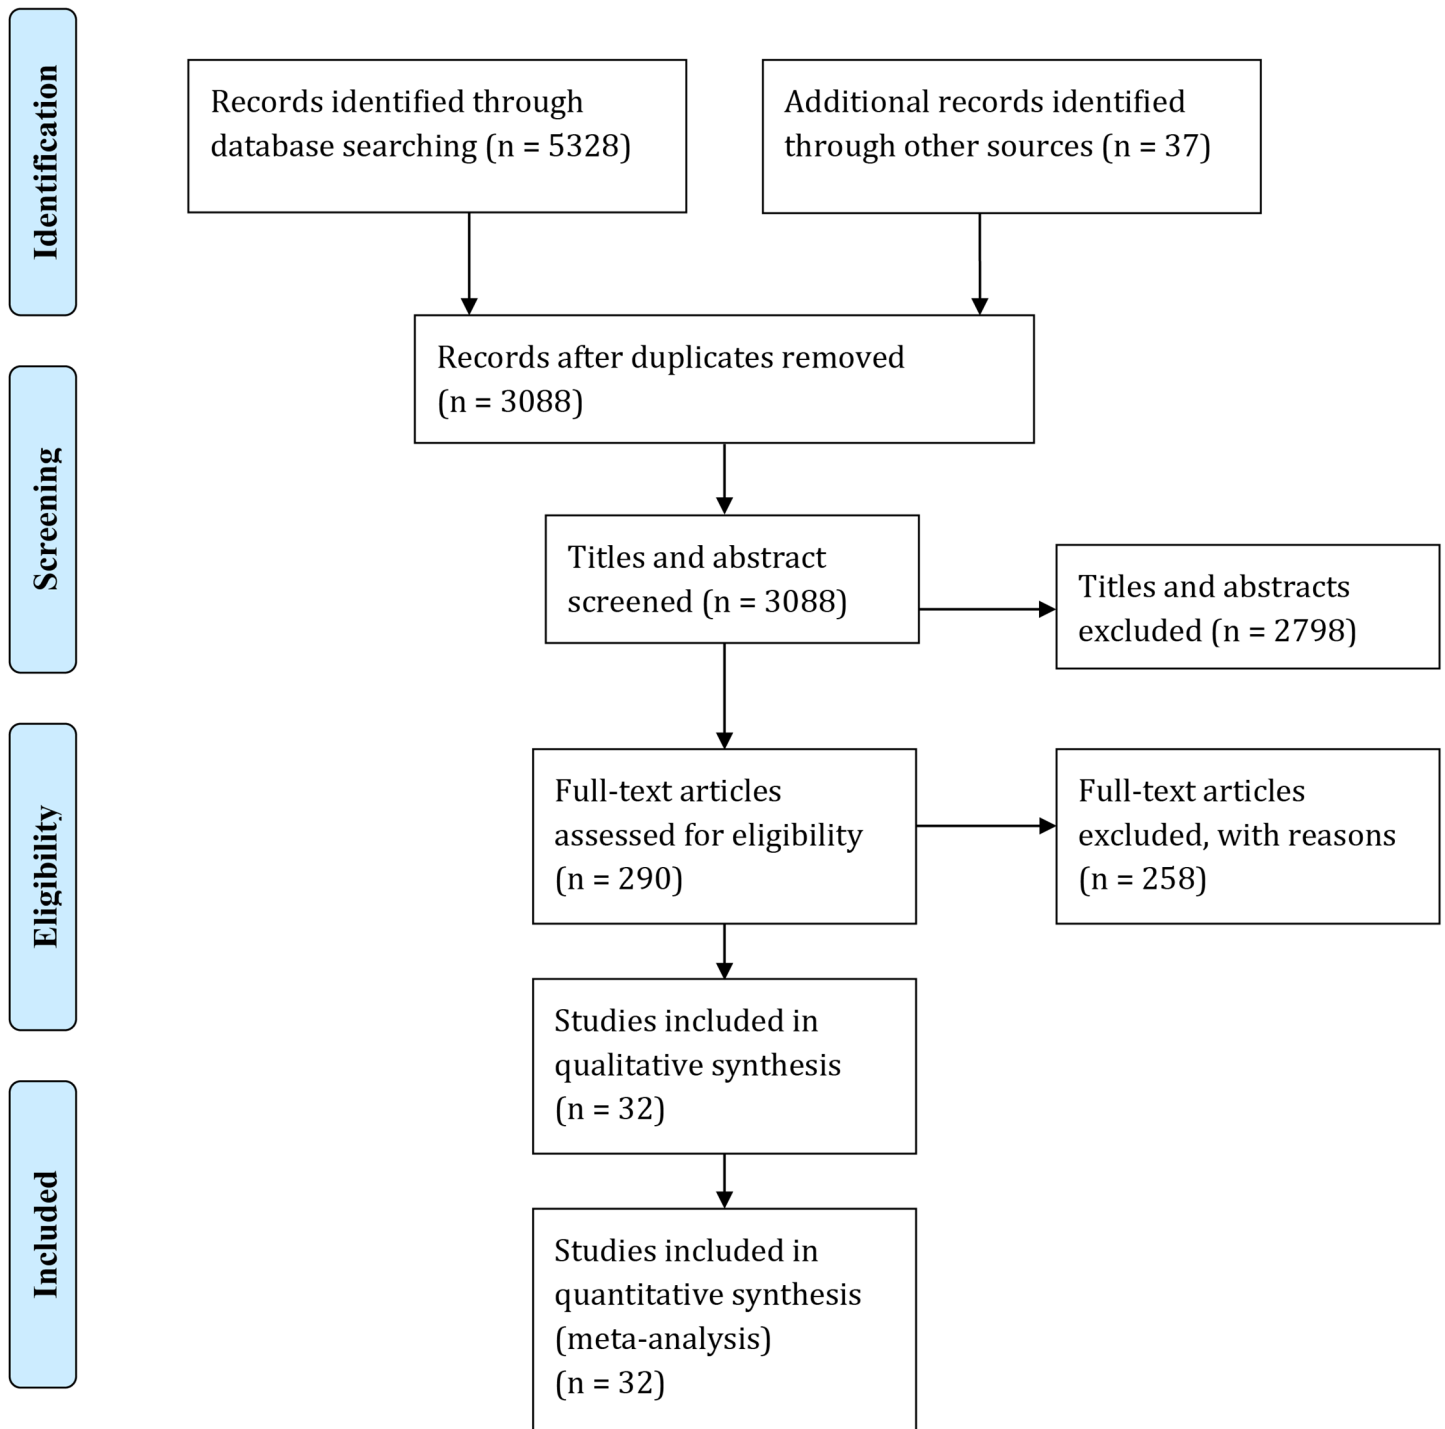 Identification
Records identified through
database searching (n = 5328)
Additional records identified
through other sources (n = 37)
Records after duplicates removed
(n = 3088)
Screening
Titles and abstract
screened (n = 3088)
Titles and abstracts
excluded (n = 2798)
Eligibility
Full-text articles
assessed for eligibility
(n = 290)
Full-text articles
excluded, with reasons
(n = 258)
Studies included in
qualitative synthesis
(n = 32)
Included
Studies included in
quantitative synthesis
(meta-analysis)
(n = 32)